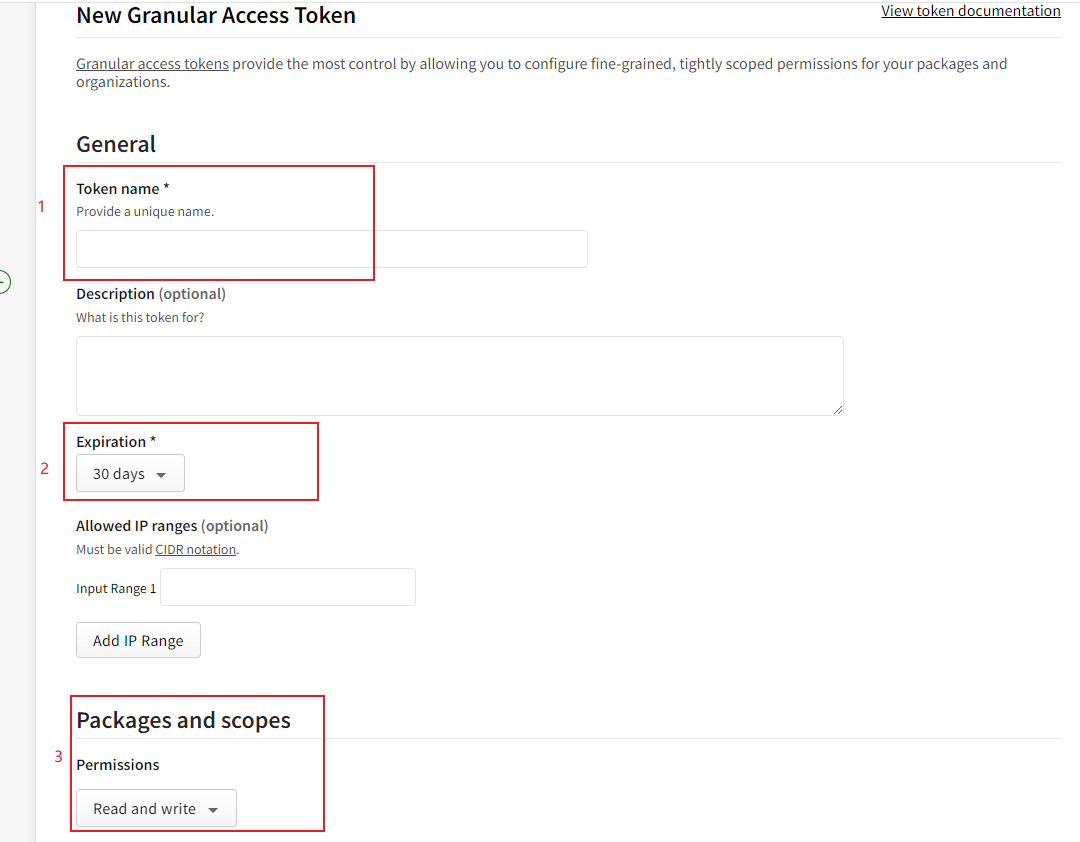 New Granular Access Token
View token documentation
Granular access tokens provide the most control by allowing you to configure fine-grained, tightly scoped permissions for your packages and
organizations.
General
1
Token name *
Provide a unique name.
Description (optional)
What is this token for?
2
Expiration *
30 days
Allowed IP ranges (optional)
Must be valid CIDR notation.
Input Range 1
Add IP Range
Packages and scopes
3
Permissions
Read and write